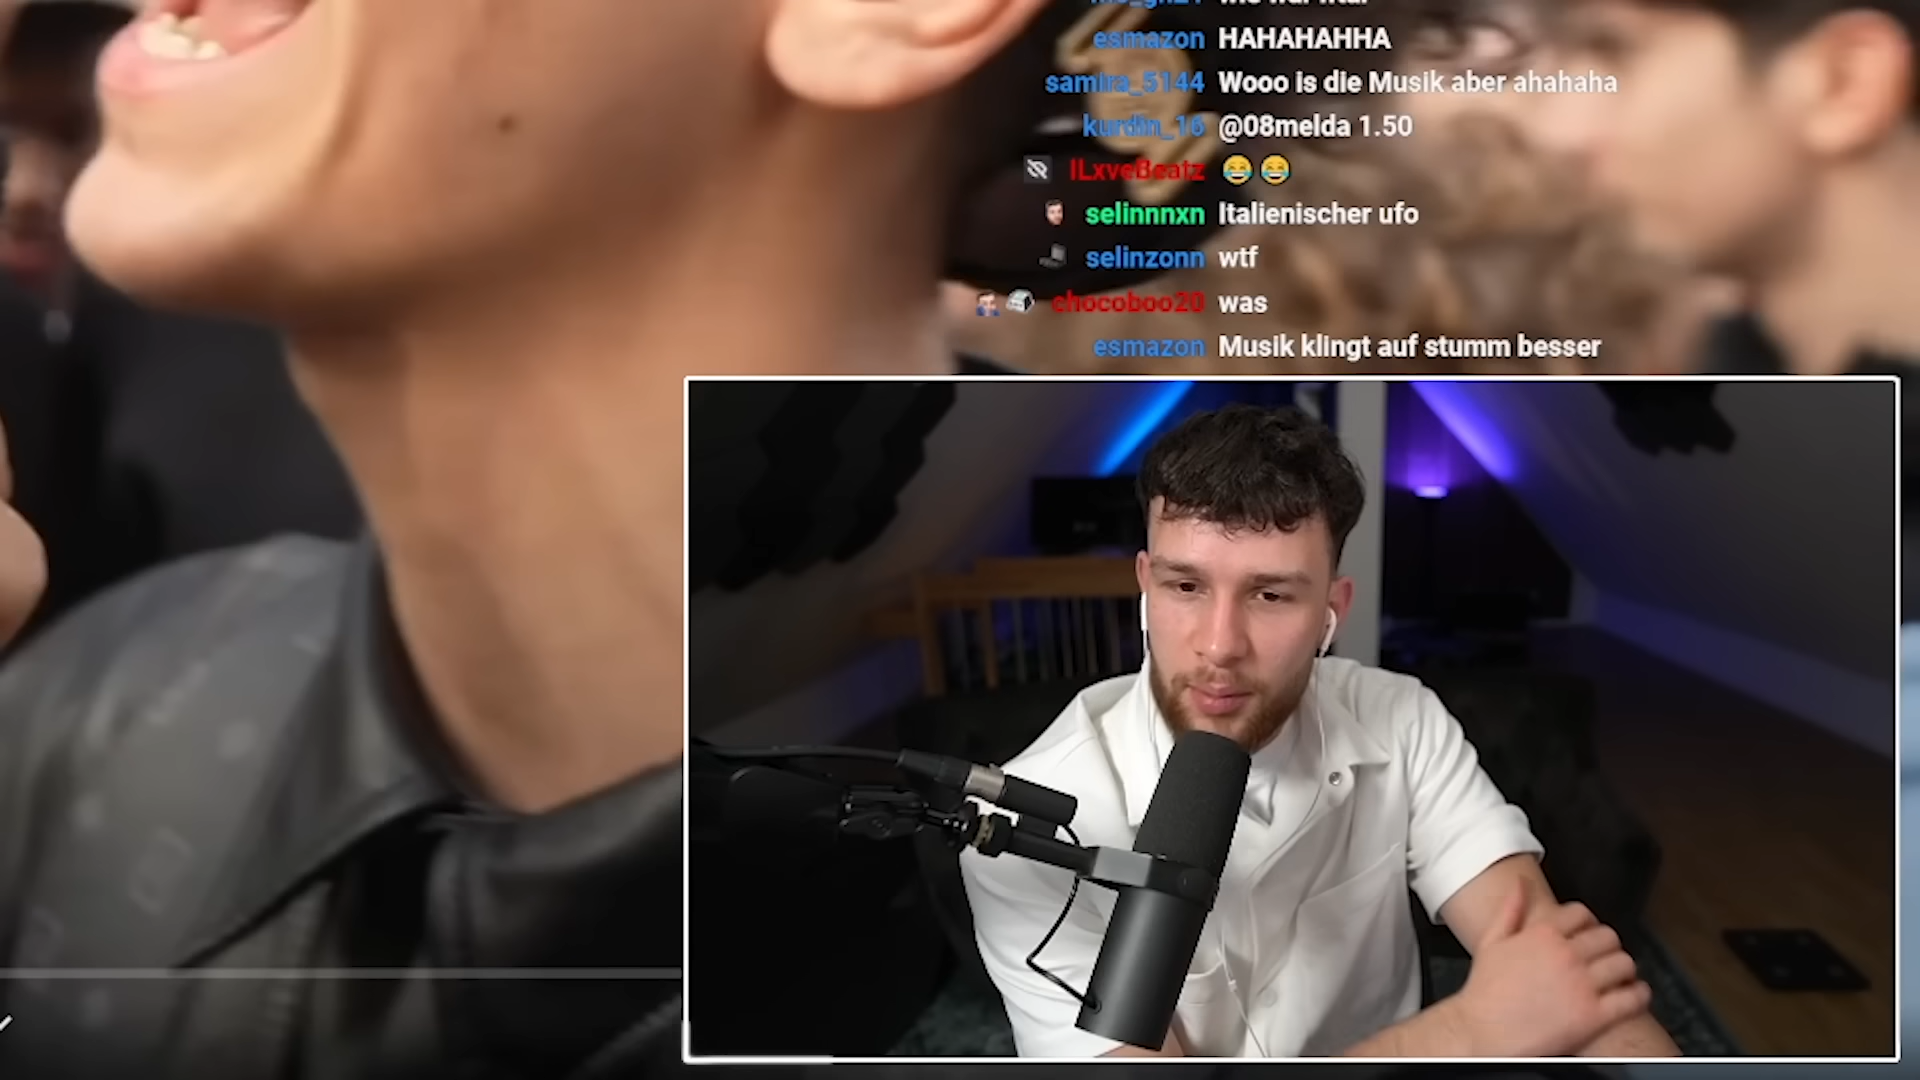 esmazon HAHAHAHHA
samira_5144 Wooo is die Musik aber ahahaha
kurdin_16 @08melda 1.50
ILxveBeatz 😂 😂
selinnnxn Italienischer ufo
selinzonn wtf
chocoboo20 was
esmazon Musik klingt auf stumm besser